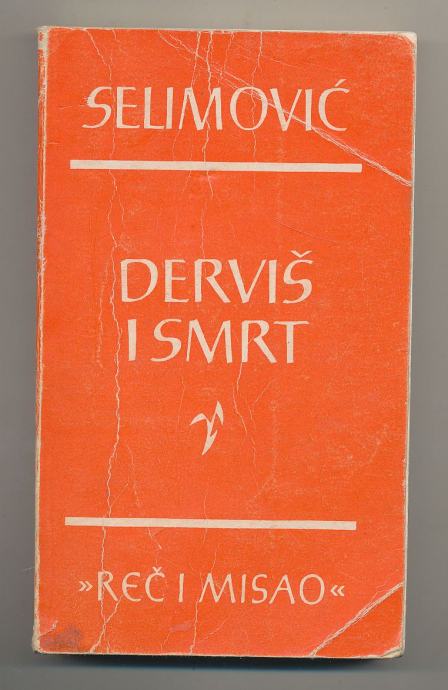 SELIMOVIĆ
DERVIŠ
I SMRT
»REČ I MISAO«